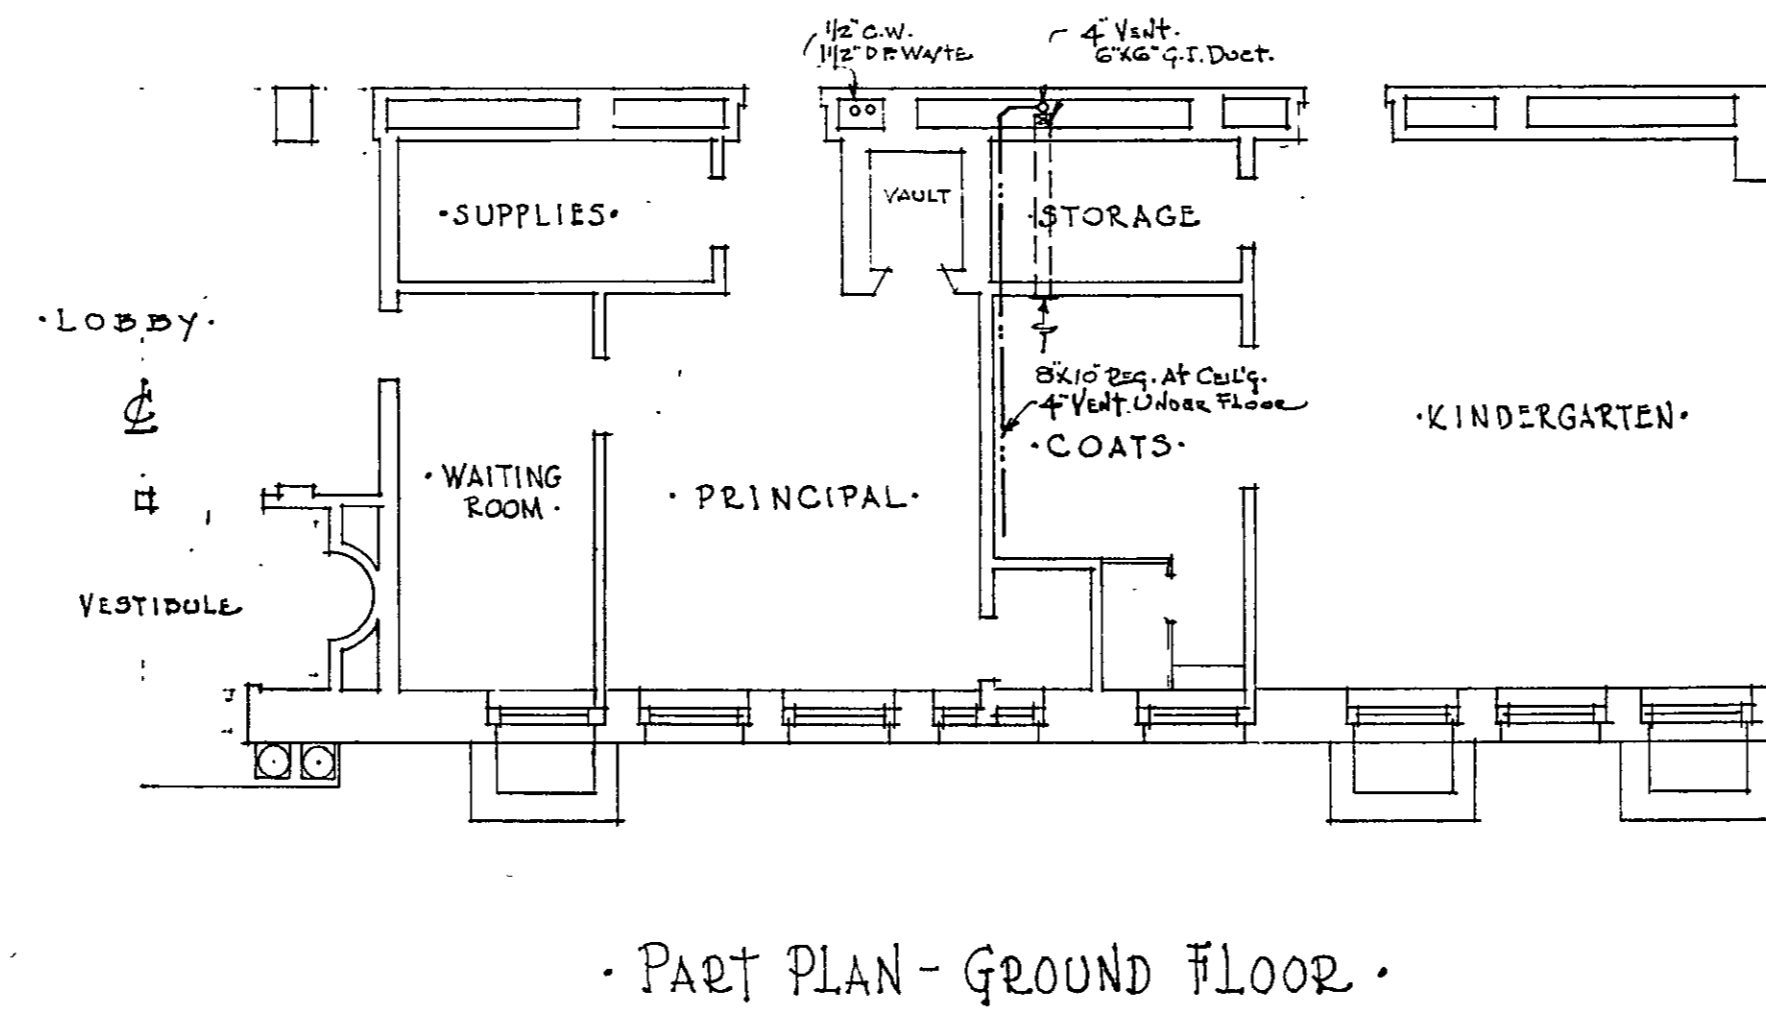 1/2" C.W.
1 1/2" D.F. WASTE
4" VENT.
6"X6" G.I. DUCT.
VAULT
·SUPPLIES·
·STORAGE
·LOBBY·
8"X10" REG. AT CEIL'G.
4" VENT. UNDER FLOOR
·COATS·
·KINDERGARTEN·
·WAITING
ROOM·
·PRINCIPAL·
VESTIBULE
·PART PLAN - GROUND FLOOR·